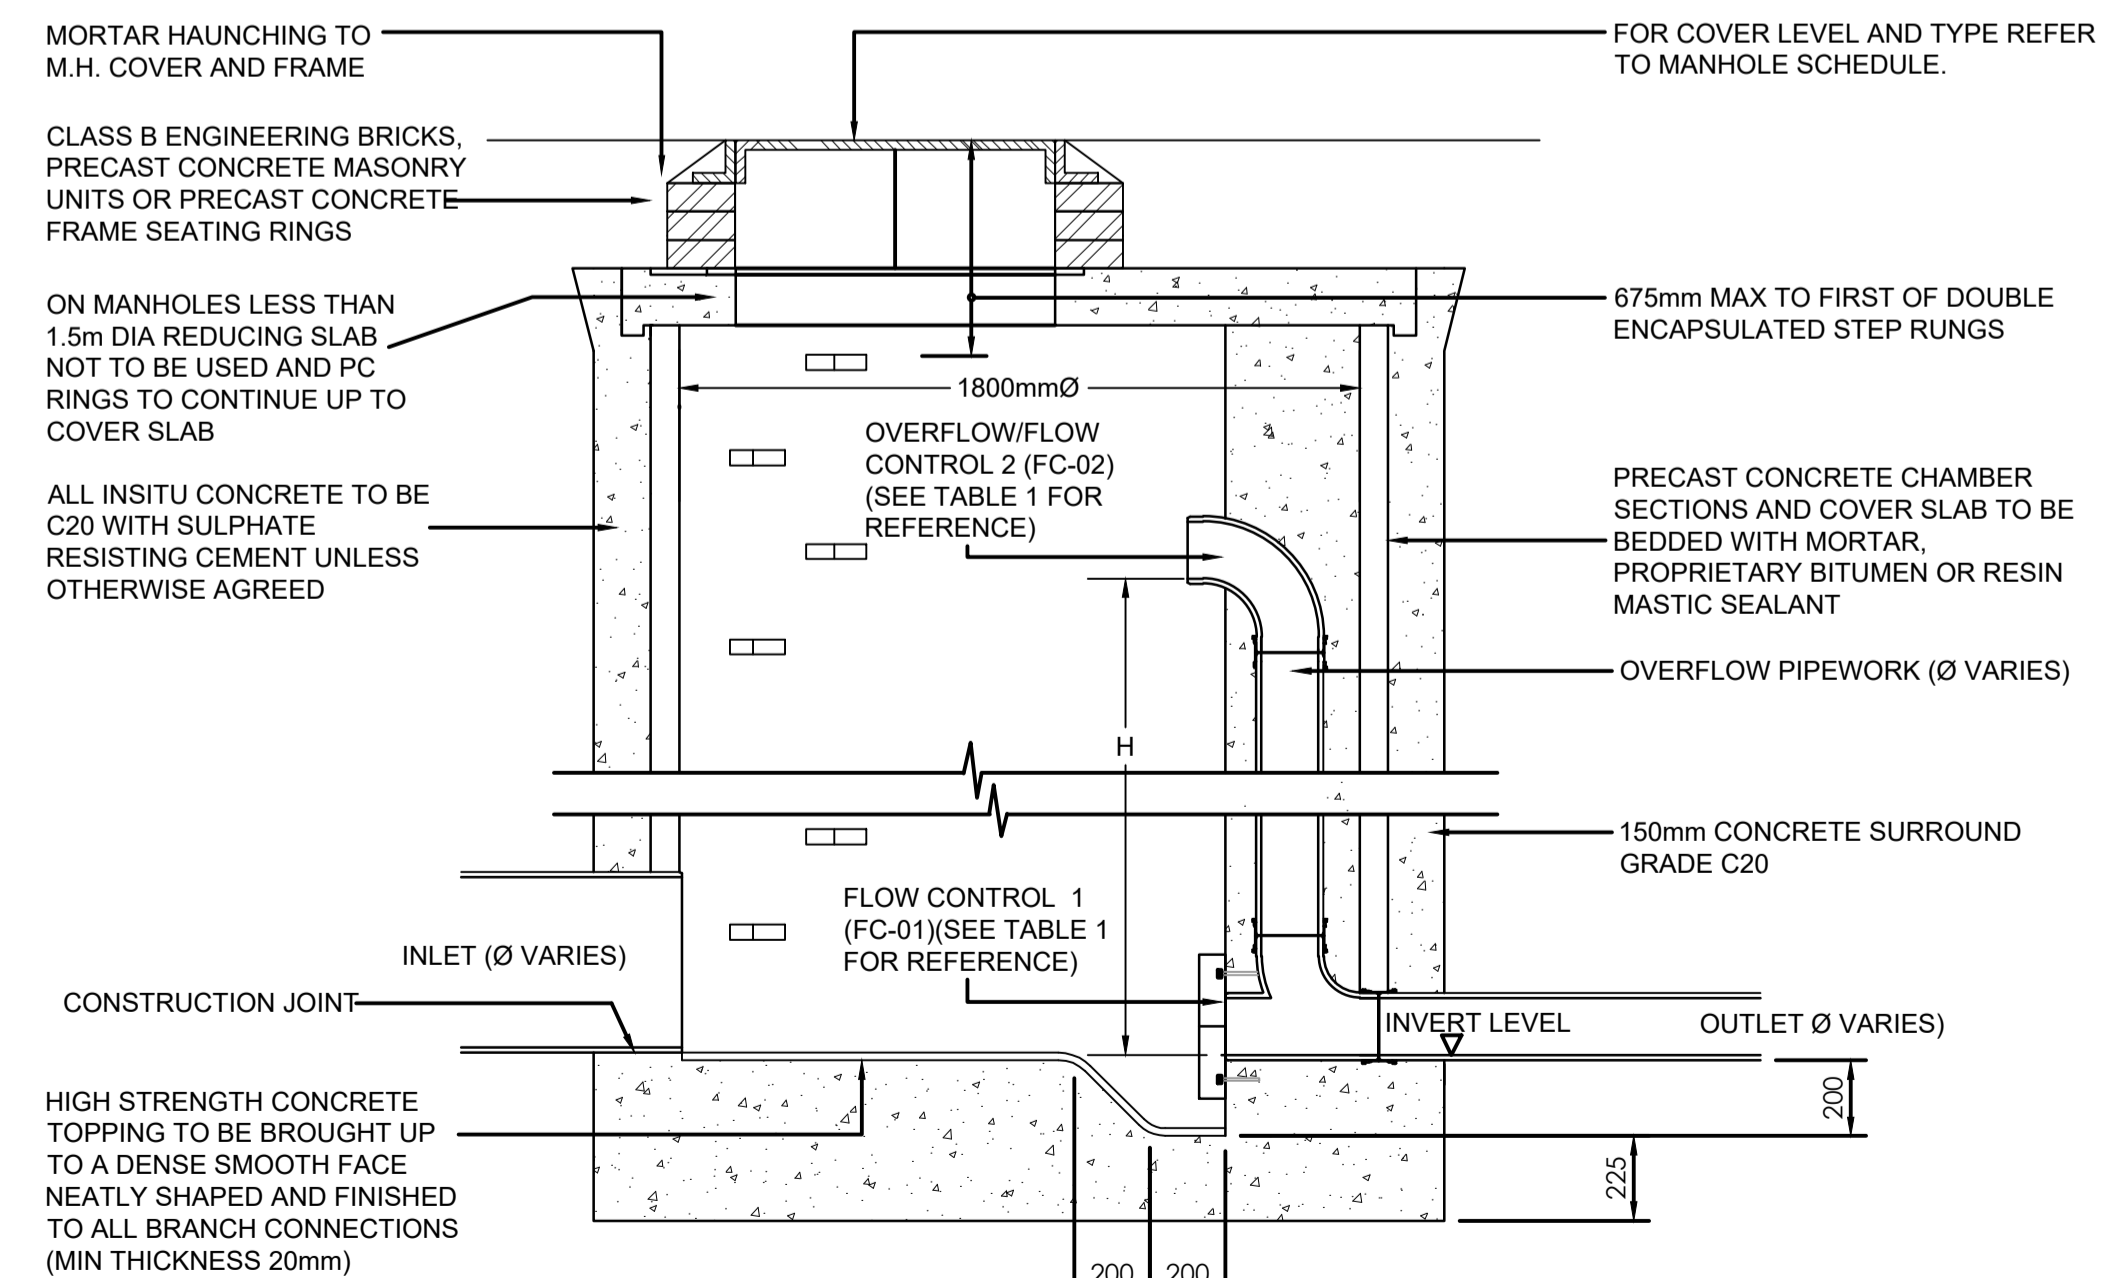 MORTAR HAUNCHING TO
M.H. COVER AND FRAME
FOR COVER LEVEL AND TYPE REFER
TO MANHOLE SCHEDULE.
CLASS B ENGINEERING BRICKS,
PRECAST CONCRETE MASONRY
UNITS OR PRECAST CONCRETE
FRAME SEATING RINGS
ON MANHOLES LESS THAN
1.5m DIA REDUCING SLAB
NOT TO BE USED AND PC
RINGS TO CONTINUE UP TO
COVER SLAB
675mm MAX TO FIRST OF DOUBLE
ENCAPSULATED STEP RUNGS
1800mmØ
OVERFLOW/FLOW
CONTROL 2 (FC-02)
(SEE TABLE 1 FOR
REFERENCE)
ALL INSITU CONCRETE TO BE
C20 WITH SULPHATE
RESISTING CEMENT UNLESS
OTHERWISE AGREED
PRECAST CONCRETE CHAMBER
SECTIONS AND COVER SLAB TO BE
BEDDED WITH MORTAR,
PROPRIETARY BITUMEN OR RESIN
MASTIC SEALANT
OVERFLOW PIPEWORK (Ø VARIES)
H
150mm CONCRETE SURROUND
GRADE C20
FLOW CONTROL 1
(FC-01)(SEE TABLE 1
FOR REFERENCE)
INLET (Ø VARIES)
CONSTRUCTION JOINT
INVERT LEVEL
OUTLET Ø VARIES)
HIGH STRENGTH CONCRETE
TOPPING TO BE BROUGHT UP
TO A DENSE SMOOTH FACE
NEATLY SHAPED AND FINISHED
TO ALL BRANCH CONNECTIONS
(MIN THICKNESS 20mm)
200
225
200
200